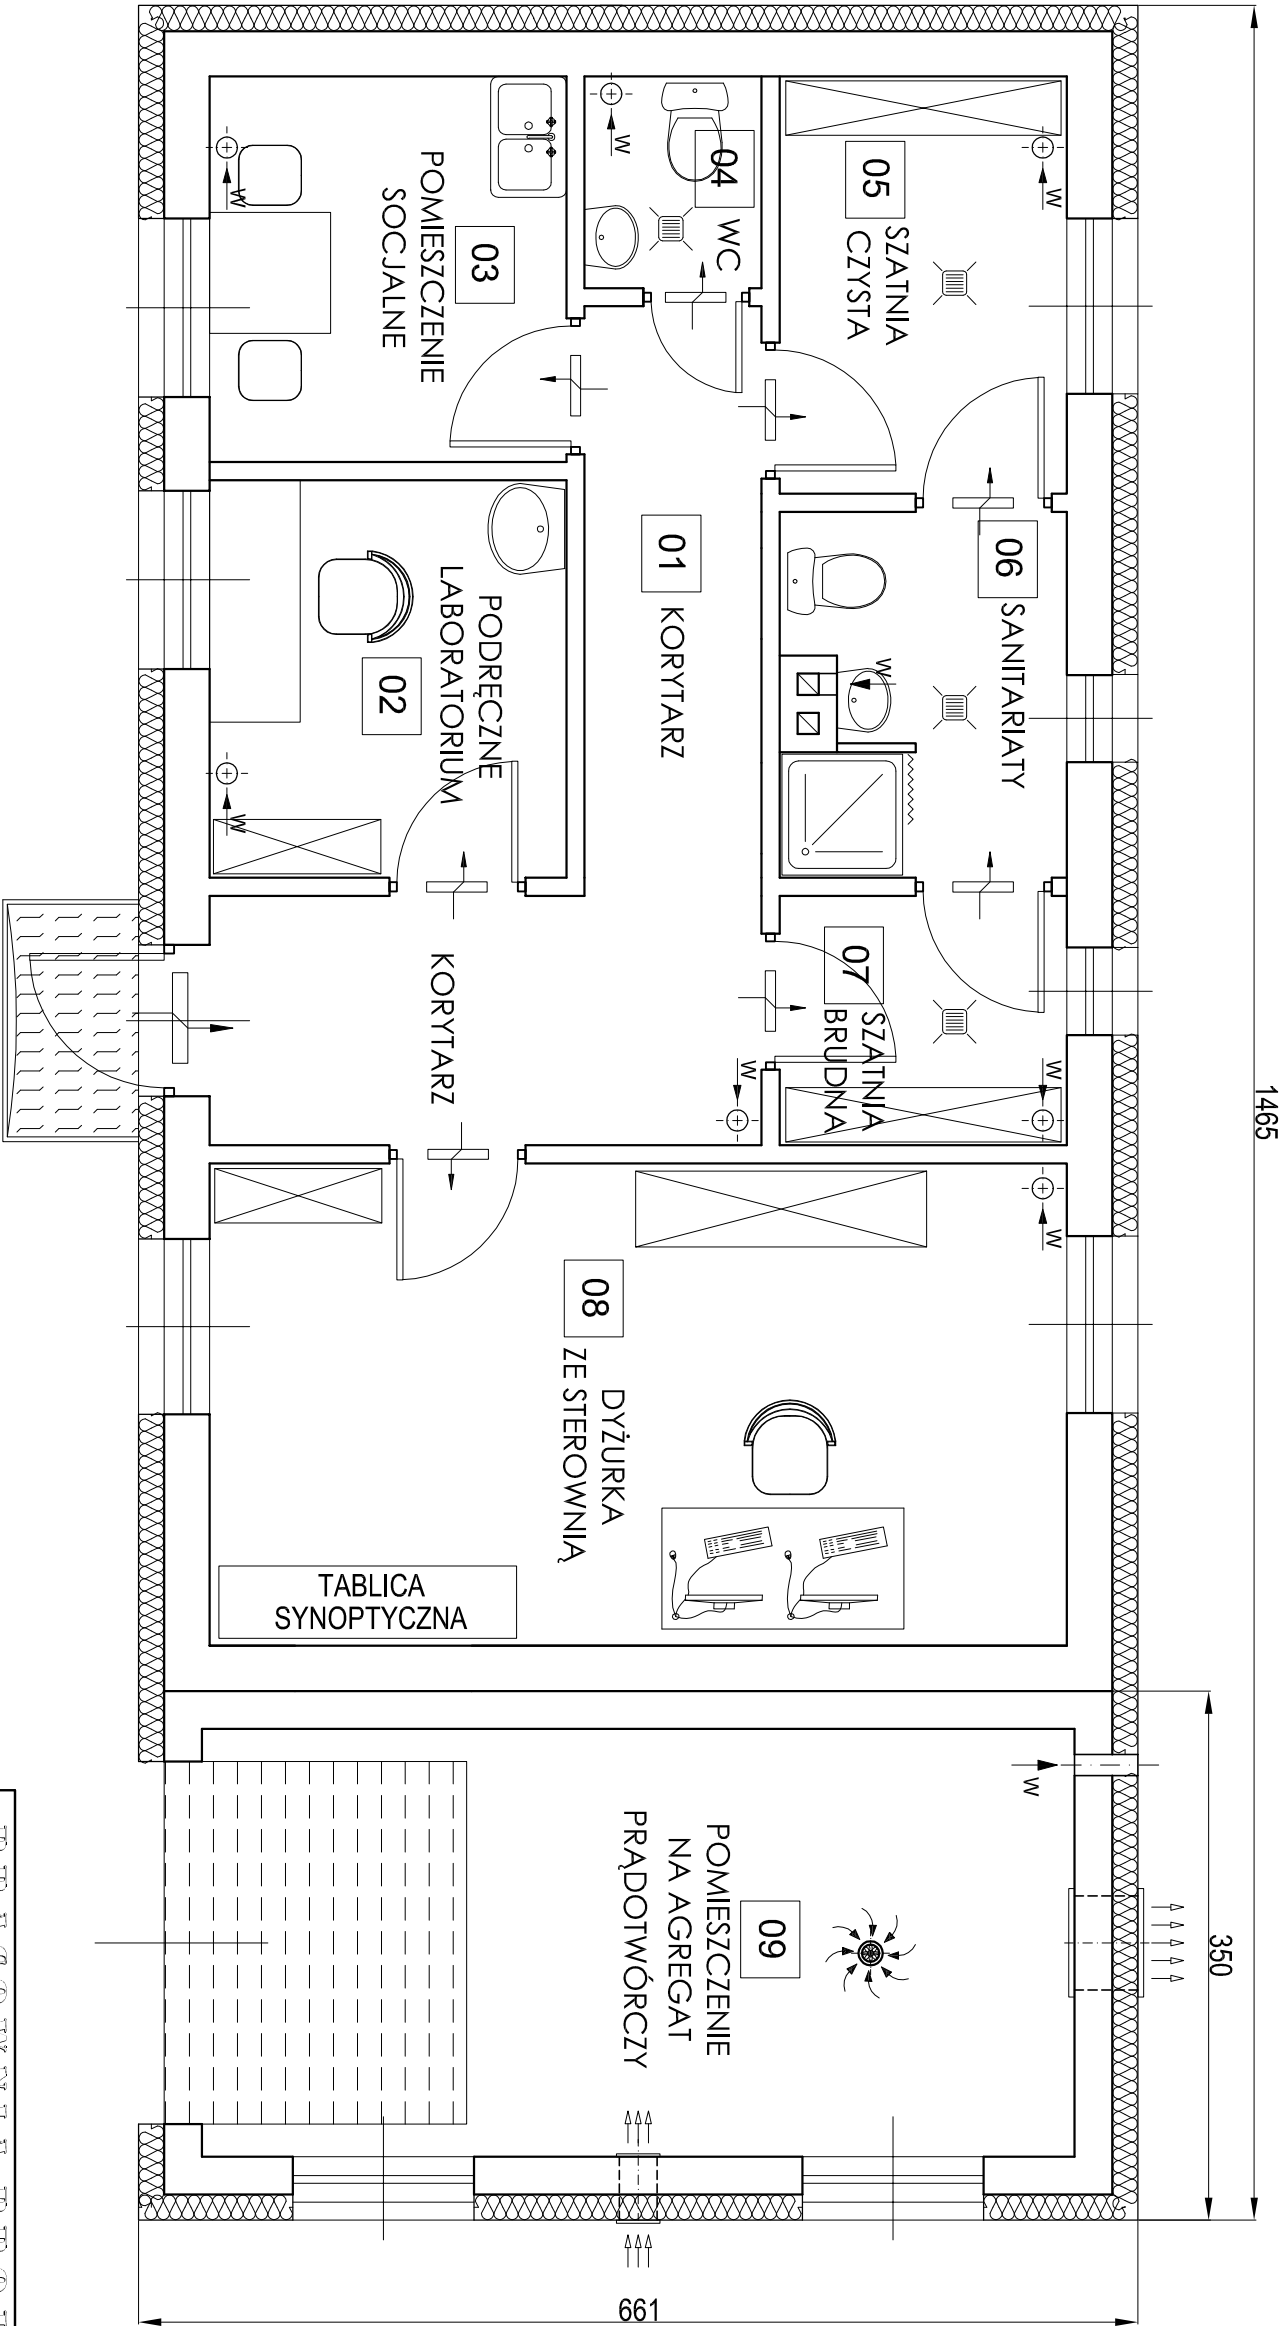 1465
350
661
05
SZATNIA
CZYSTA
06
SANITARIATY
07
SZATNIA
BRUDNA
04
WC
01
KORYTARZ
03
POMIESZCZENIE
SOCJALNE
02
PODRĘCZNE
LABORATORIUM
KORYTARZ
08
DYŻURKA
ZE STEROWNIĄ
TABLICA
SYNOPTYCZNA
09
POMIESZCZENIE
NA AGREGAT
PRĄDOTWÓRCZY
W
W
W
W
W
W
W
W
W